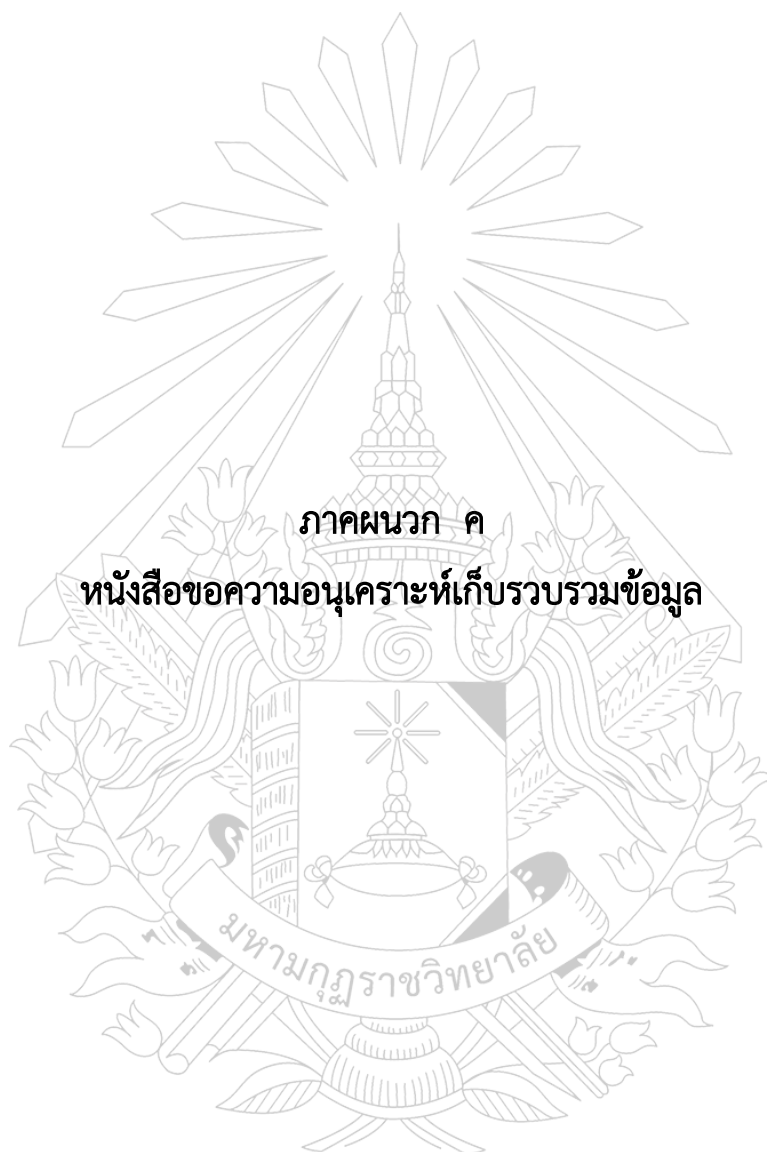 ภาคผนวก ค
หนังสือขอความอนุเคราะห์เก็บรวบรวมข้อมูล
มหามกุฏราชวิทยาลัย